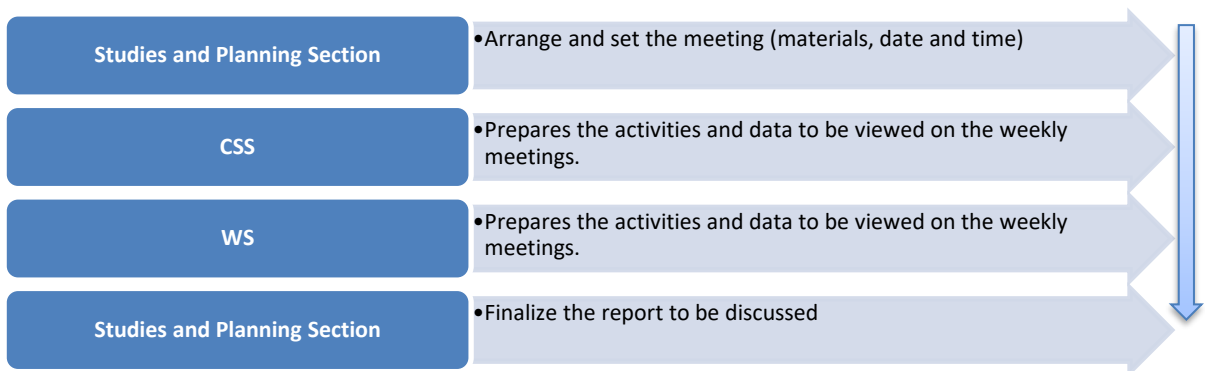 Studies and Planning Section
•Arrange and set the meeting (materials, date and time)
CSS
•Prepares the activities and data to be viewed on the weekly
meetings.
WS
•Prepares the activities and data to be viewed on the weekly
meetings.
Studies and Planning Section
•Finalize the report to be discussed